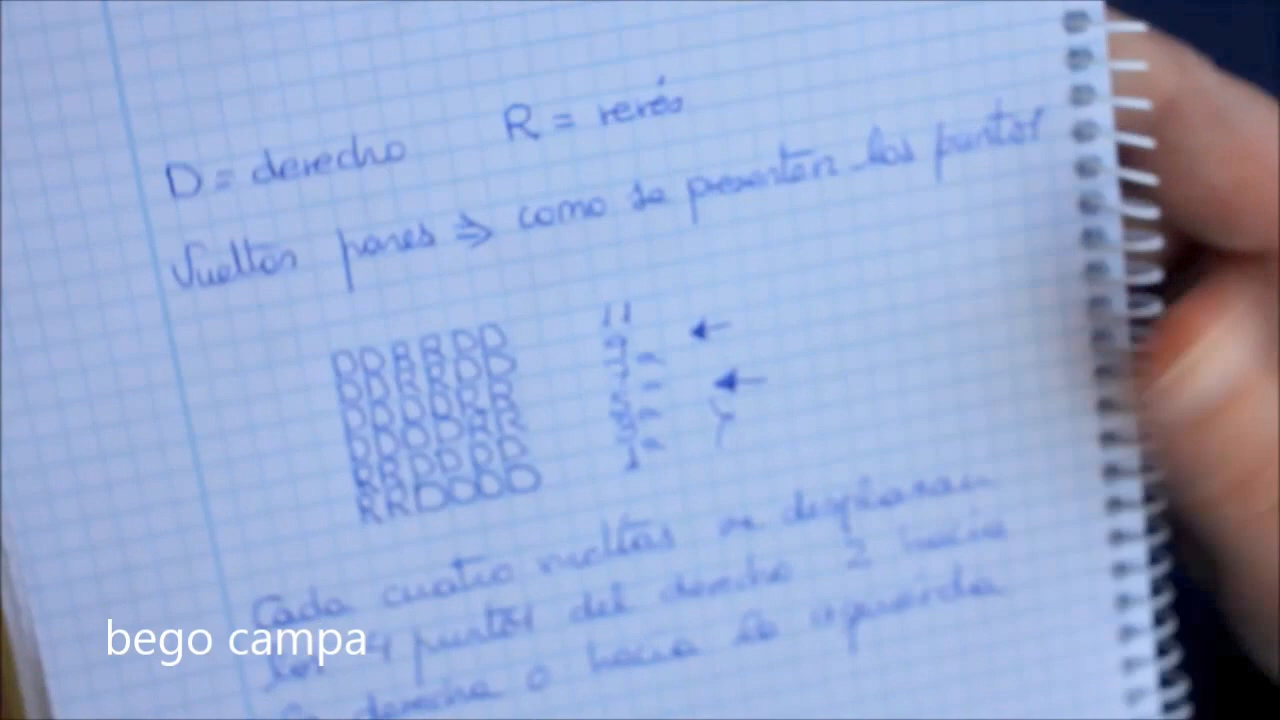 D = derecho R = revés
Vueltas pares ⇒ como se presentan los puntos
DDRRDD 11
DDRRDD 9
DDDDRR 7
DDDDRR 5
RRDDDD 3
RRDDDD 1
Cada cuatro vueltas se desplazan
los 4 puntos del derecho 2 hacia
la derecha o hacia la izquierda
bego campa